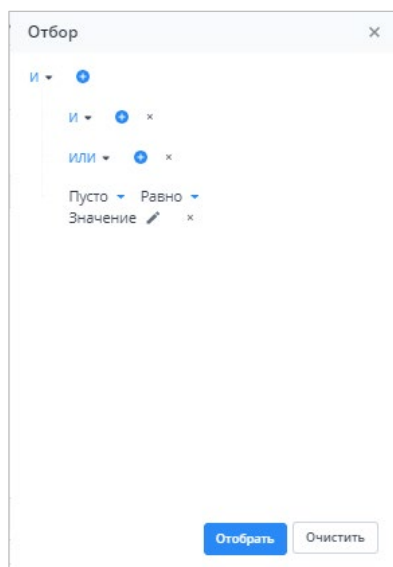 Отбор
И
И
ИЛИ
Пусто Равно
Значение
Отобрать Очистить